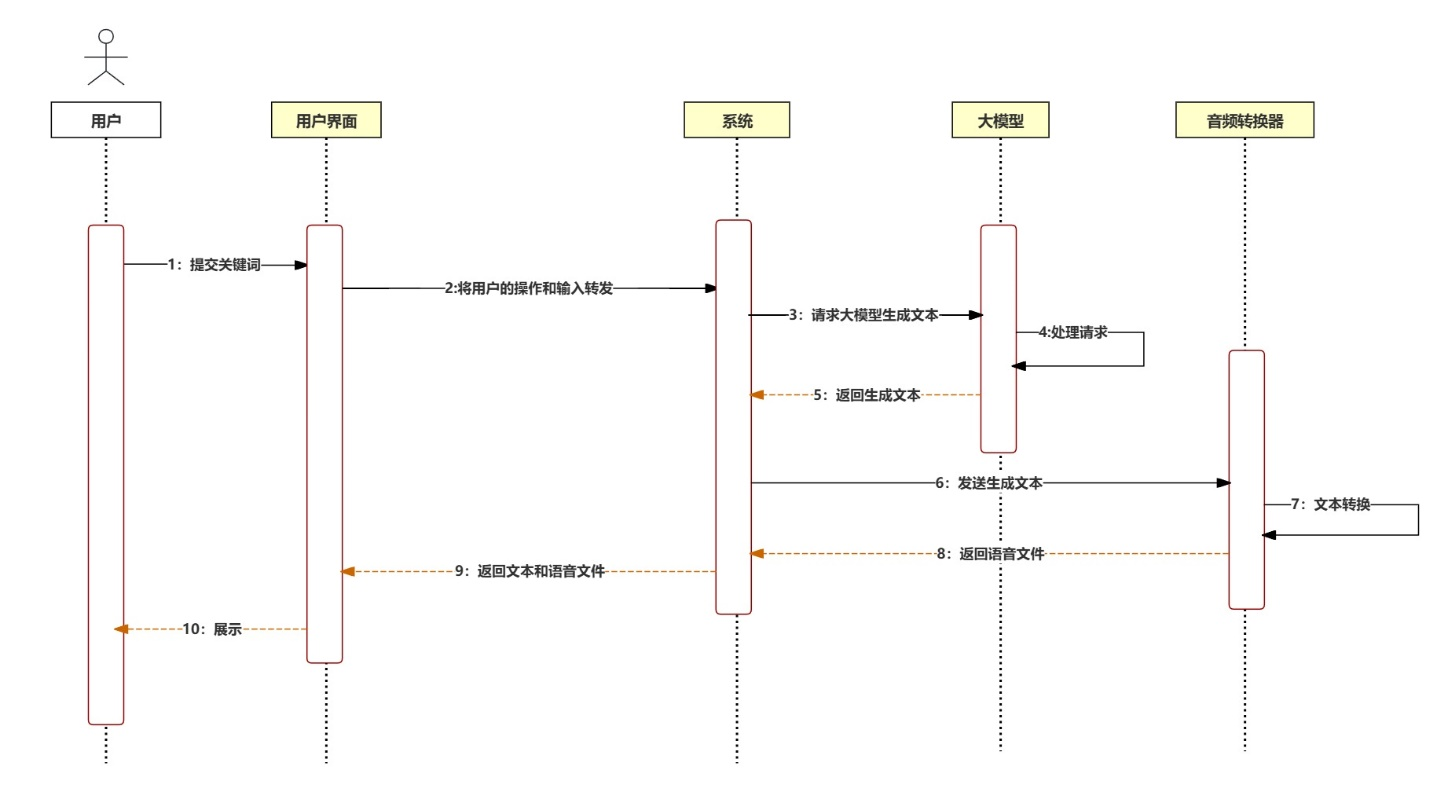 用户
用户界面
系统
大模型
音频转换器
1：提交关键词
2:将用户的操作和输入转发
3：请求大模型生成文本
4:处理请求
5：返回生成文本
6：发送生成文本
7：文本转换
8：返回语音文件
9：返回文本和语音文件
10：展示